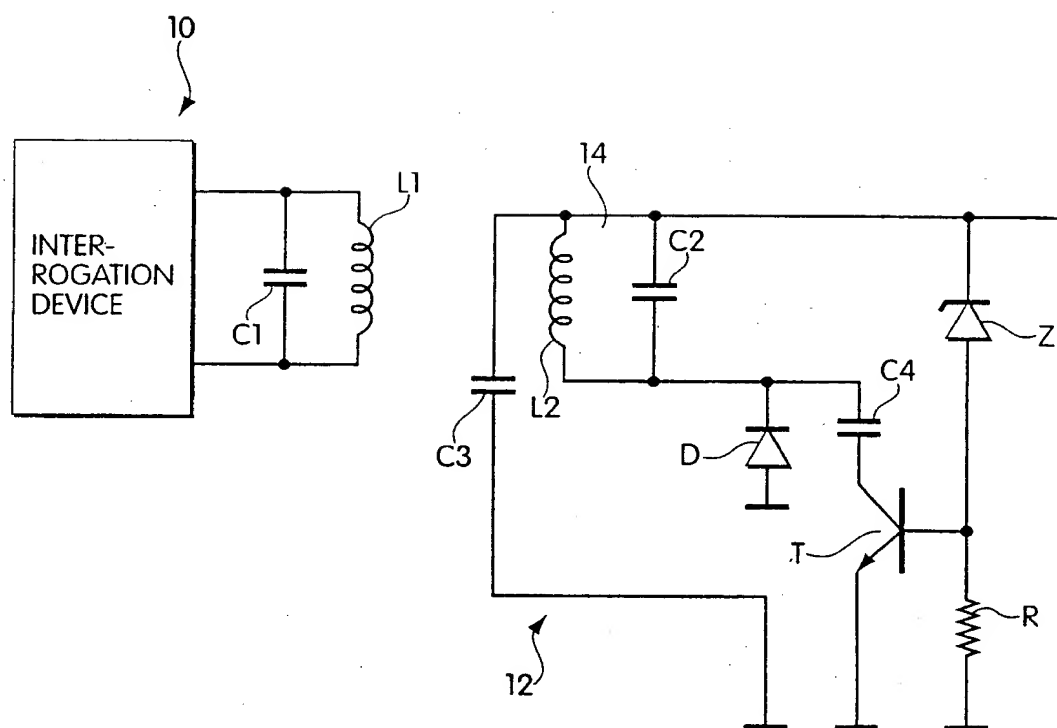 10
L1
INTER-
ROGATION
DEVICE
C1
14
C2
L2
C3
D
C4
Z
T
R
12